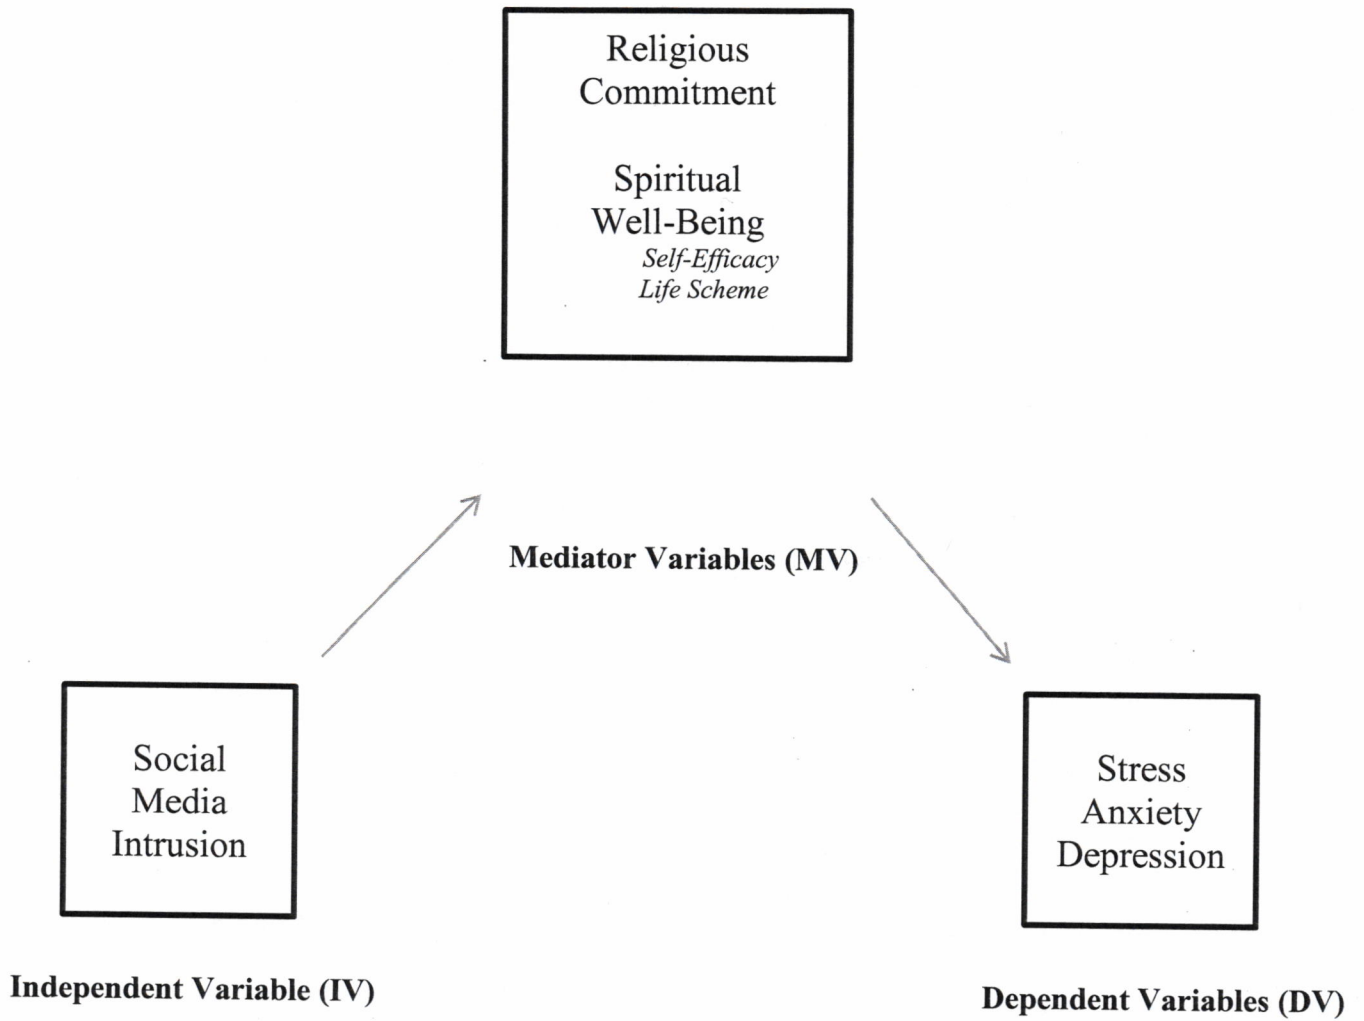 Religious
Commitment
Spiritual
Well-Being
Self-Efficacy
Life Scheme
Mediator Variables (MV)
Social
Media
Intrusion
Independent Variable (IV)
Stress
Anxiety
Depression
Dependent Variables (DV)